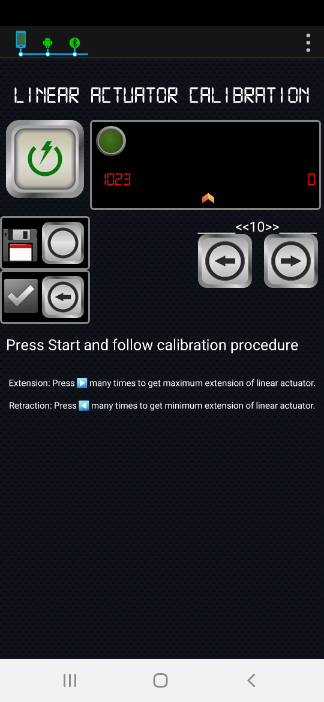 LINEAR ACTUATOR CALIBRATION
1023 0
<<10>>
Press Start and follow calibration procedure
Extension: Press ▶ many times to get maximum extension of linear actuator.
Retraction: Press ◀ many times to get minimum extension of linear actuator.